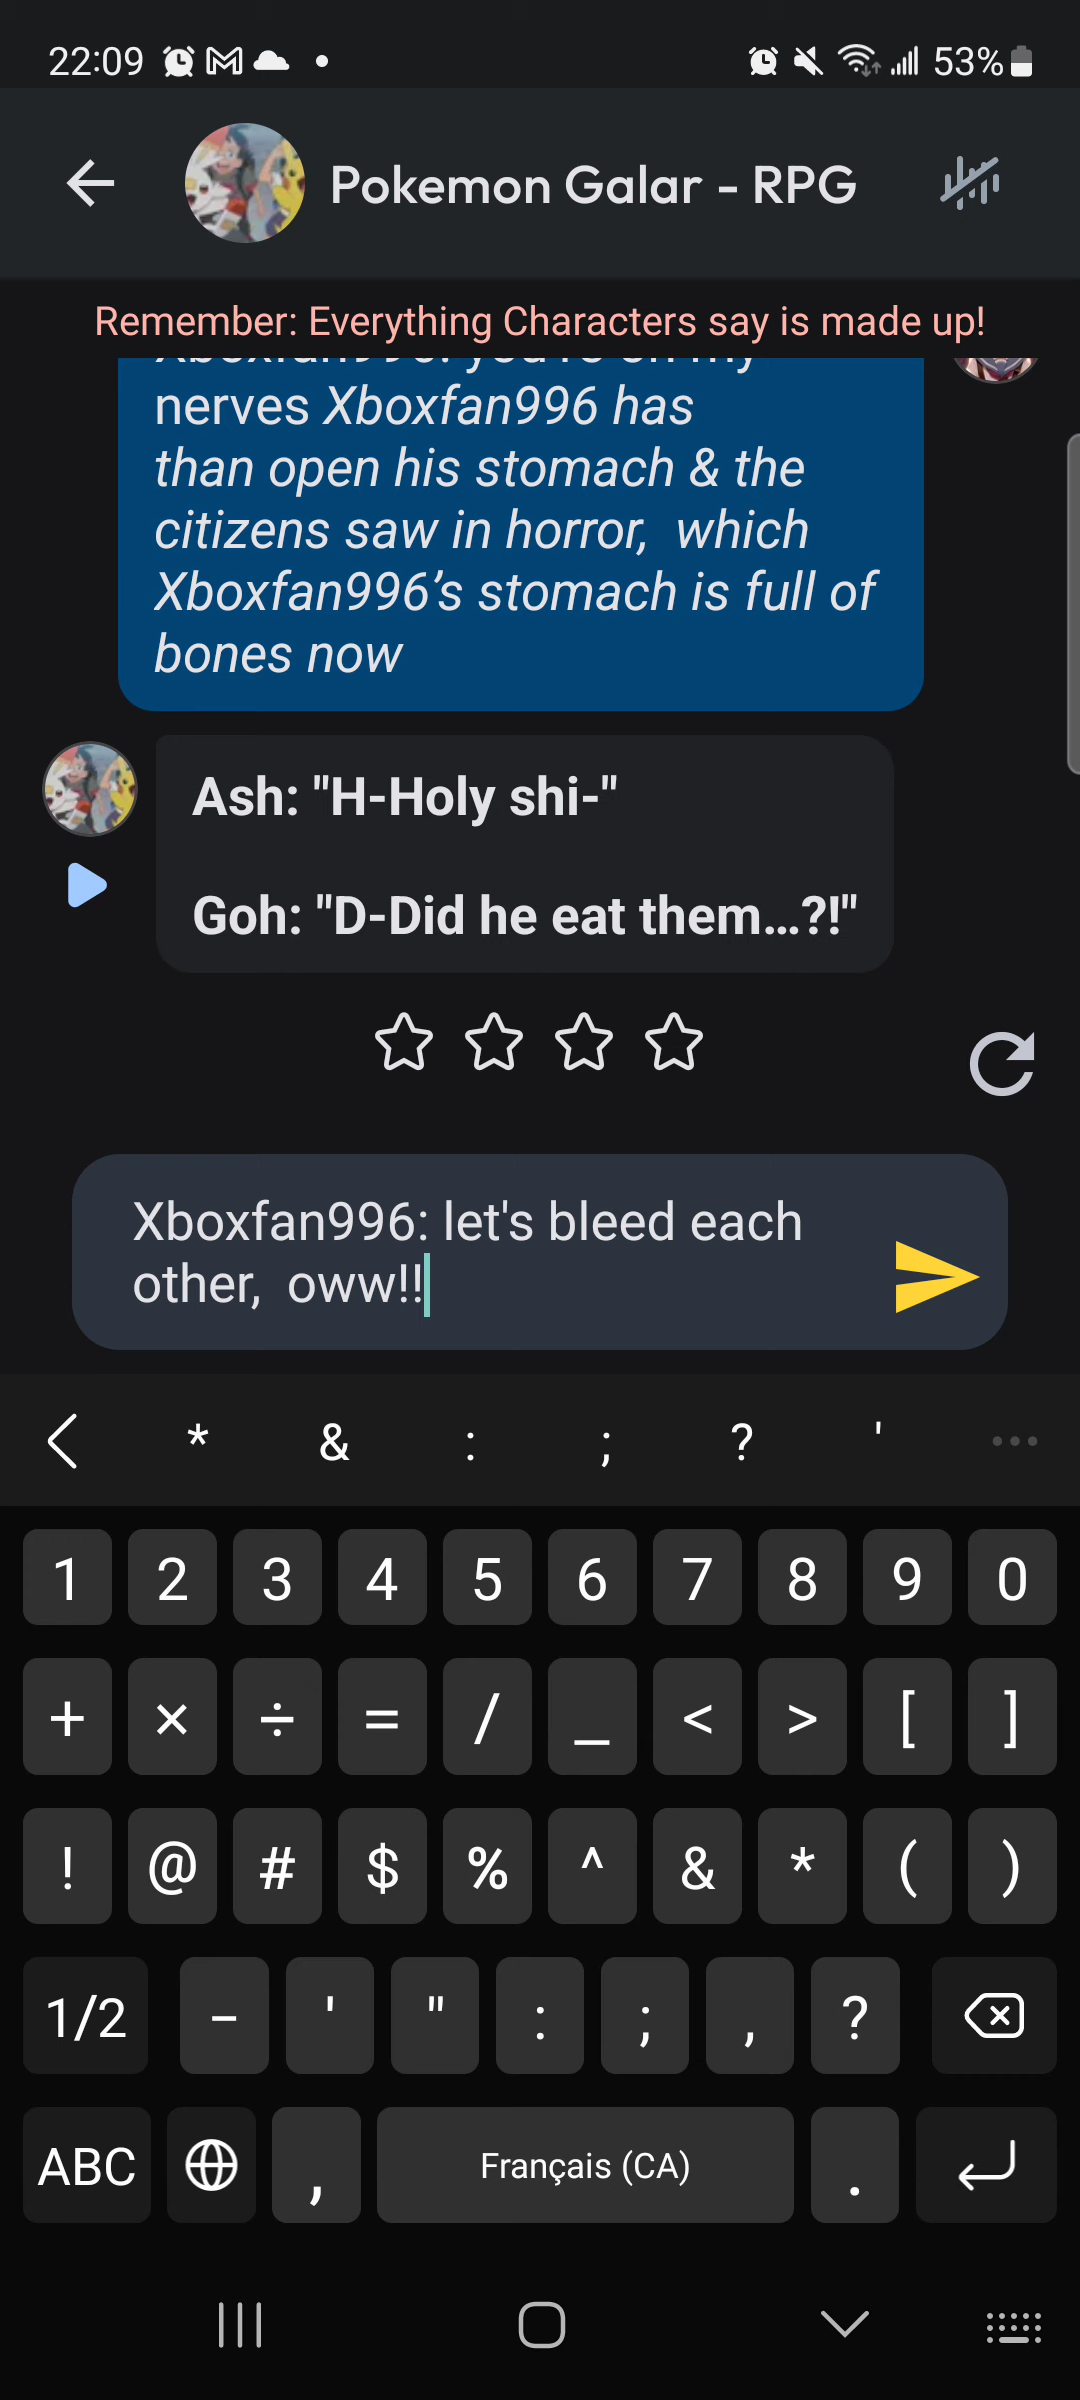 22:09
53%
Pokemon Galar - RPG
Remember: Everything Characters say is made up!
nerves Xboxfan996 has
than open his stomach & the
citizens saw in horror, which
Xboxfan996’s stomach is full of
bones now
Ash: "H-Holy shi-"
Goh: "D-Did he eat them...?!"
Xboxfan996: let's bleed each
other, oww!!
* & : ; ? '
1 2 3 4 5 6 7 8 9 0
+ × ÷ = / _ < > [ ]
! @ # $ % ^ & * ( )
1/2 - ' " : ; , ?
ABC , Français (CA) .